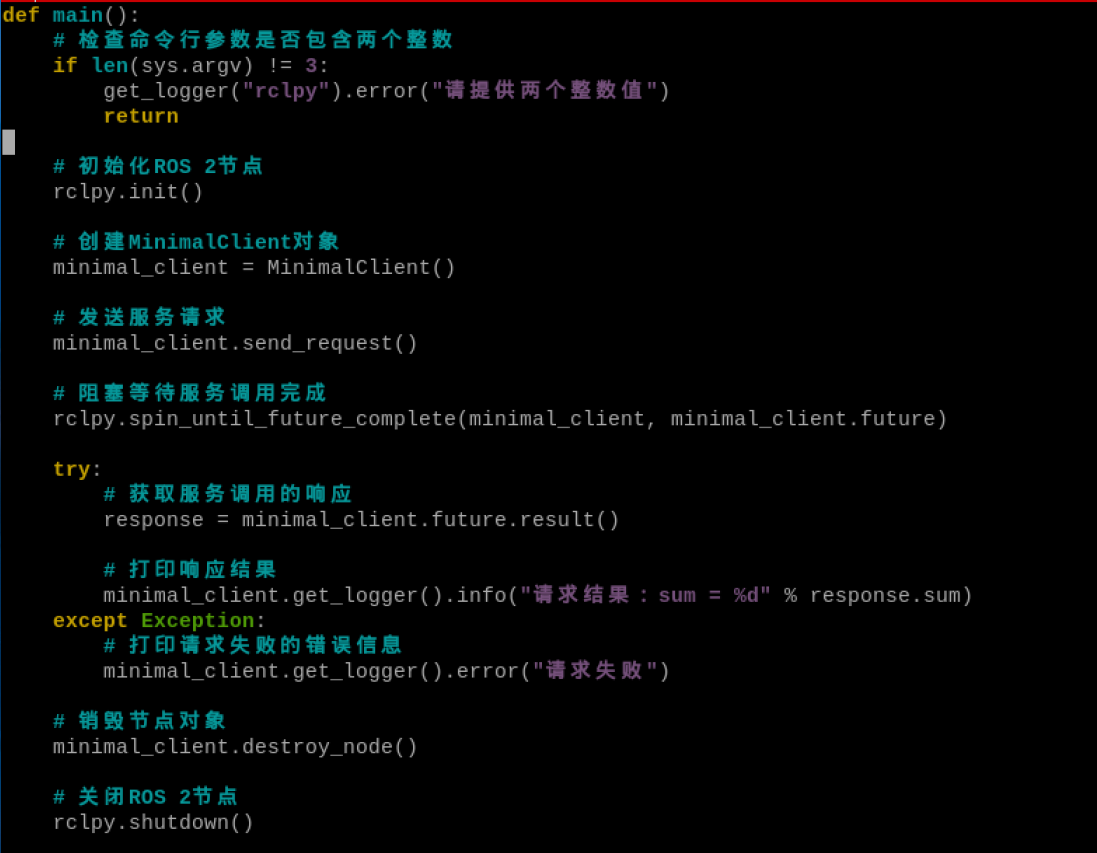 def main():
    # 检查命令行参数是否包含两个整数
    if len(sys.argv) != 3:
        get_logger("rclpy").error("请提供两个整数值")
        return
    # 初始化ROS 2节点
    rclpy.init()
    # 创建MinimalClient对象
    minimal_client = MinimalClient()
    # 发送服务请求
    minimal_client.send_request()
    # 阻塞等待服务调用完成
    rclpy.spin_until_future_complete(minimal_client, minimal_client.future)
    try:
        # 获取服务调用的响应
        response = minimal_client.future.result()
        # 打印响应结果
        minimal_client.get_logger().info("请求结果：sum = %d" % response.sum)
    except Exception:
        # 打印请求失败的错误信息
        minimal_client.get_logger().error("请求失败")
    # 销毁节点对象
    minimal_client.destroy_node()
    # 关闭ROS 2节点
    rclpy.shutdown()